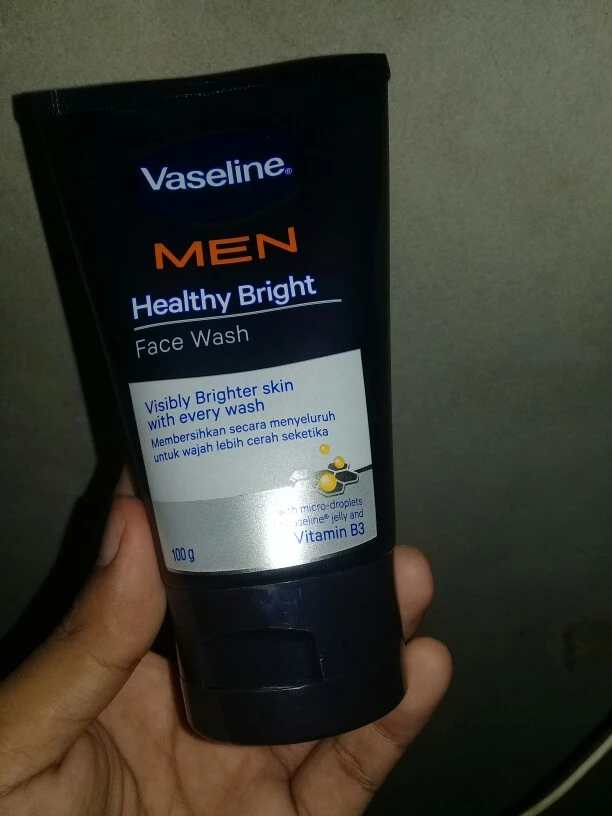 Vaseline®
MEN
Healthy Bright
Face Wash
Visibly Brighter skin
with every wash
Membersihkan secara menyeluruh
untuk wajah lebih cerah seketika
with micro-droplets
jelly and
Vitamin B3
100 g